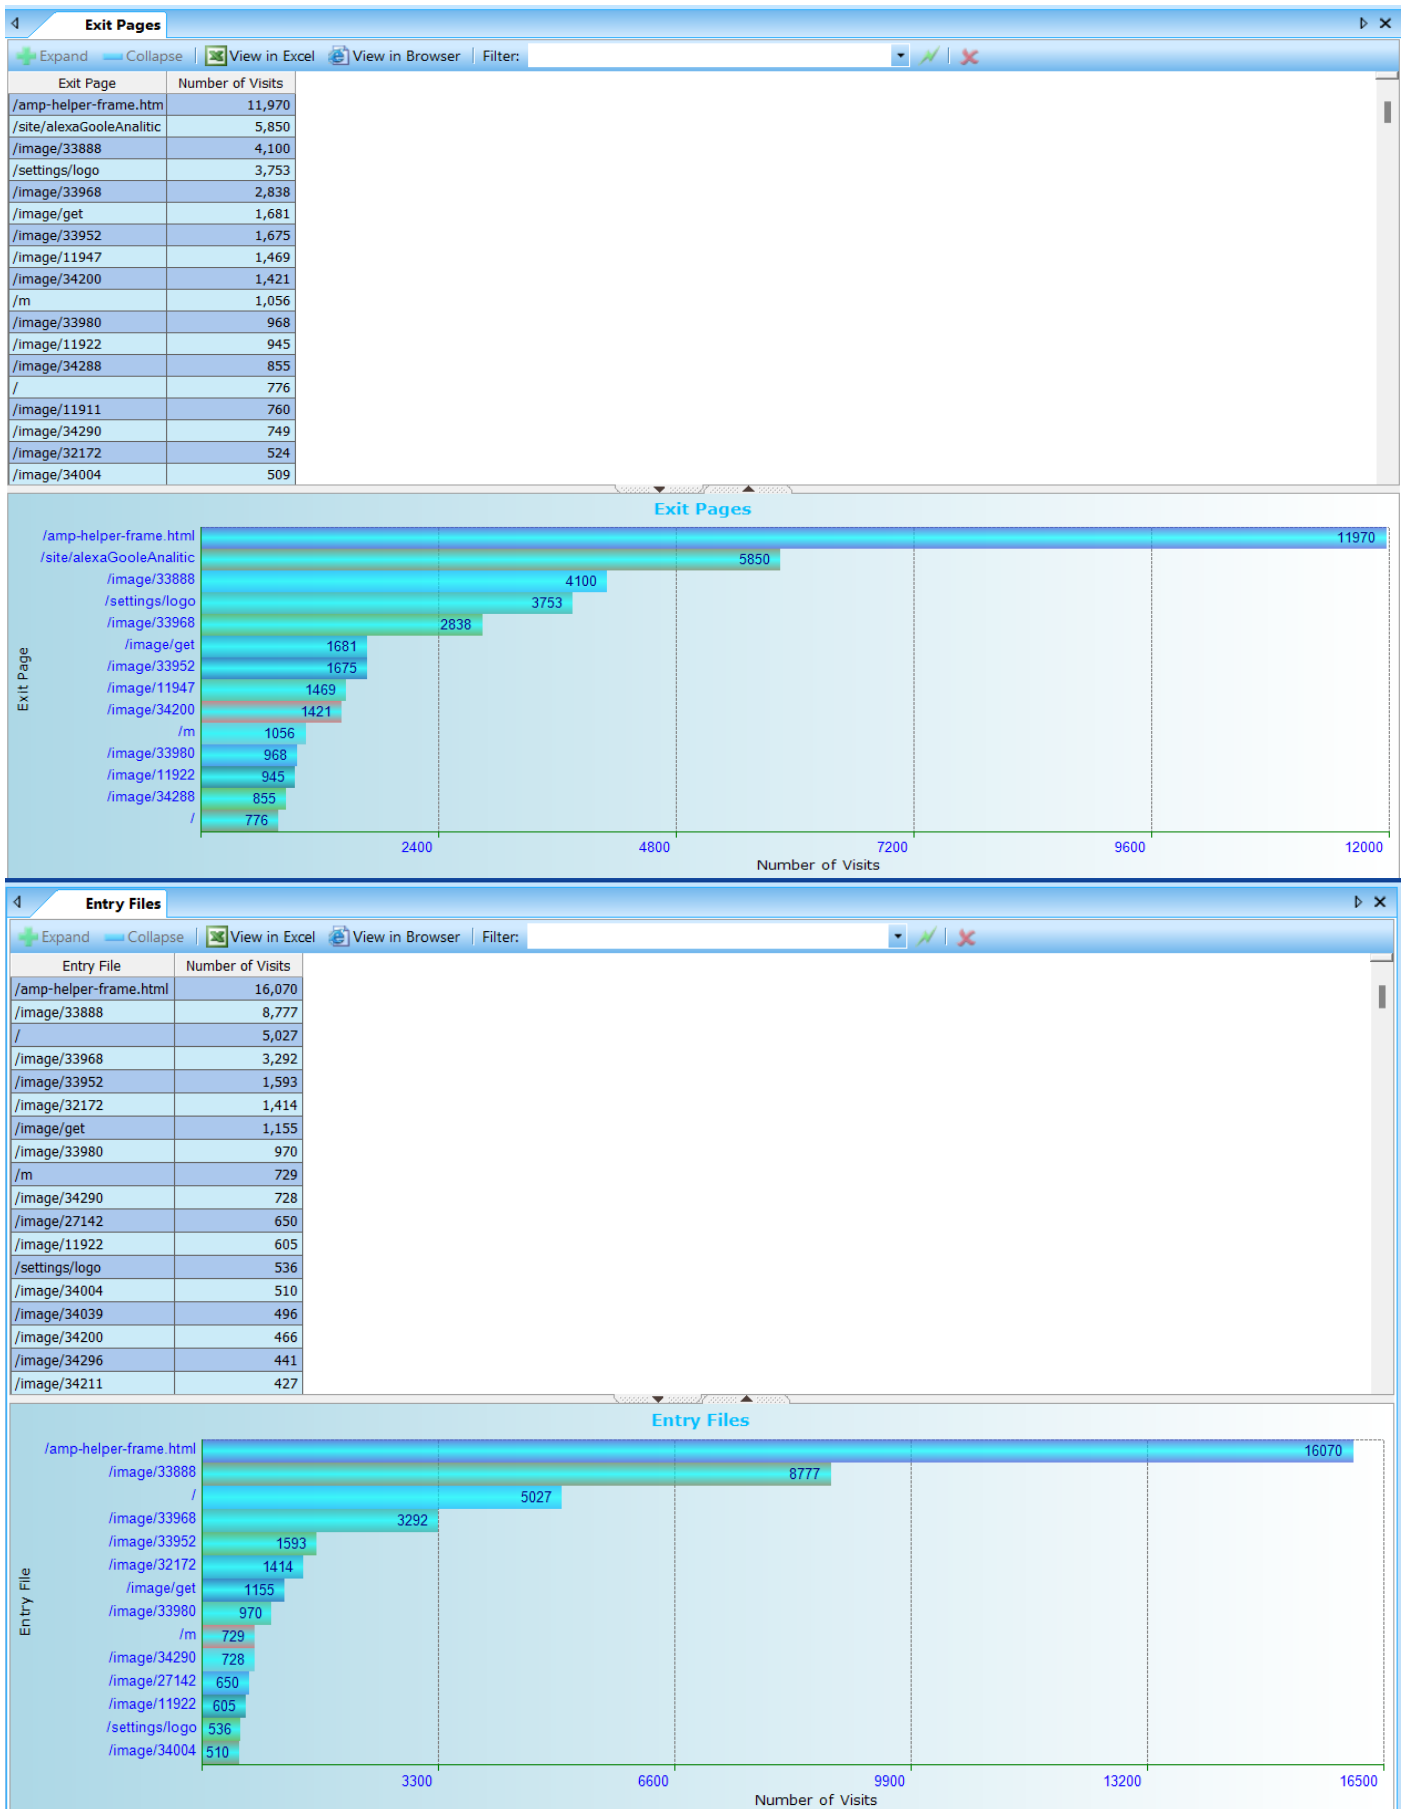 Exit Pages
Expand Collapse View in Excel View in Browser Filter:
Exit Page Number of Visits
/amp-helper-frame.htm 11,970
/site/alexaGooleAnalitic 5,850
/image/33888 4,100
/settings/logo 3,753
/image/33968 2,838
/image/get 1,681
/image/33952 1,675
/image/11947 1,469
/image/34200 1,421
/m 1,056
/image/33980 968
/image/11922 945
/image/34288 855
/ 776
/image/11911 760
/image/34290 749
/image/32172 524
/image/34004 509
Exit Pages
/amp-helper-frame.html 11970
/site/alexaGooleAnalitic 5850
/image/33888 4100
/settings/logo 3753
/image/33968 2838
/image/get 1681
/image/33952 1675
/image/11947 1469
/image/34200 1421
/m 1056
/image/33980 968
/image/11922 945
/image/34288 855
/ 776
Exit Page
2400 4800 7200 9600 12000
Number of Visits
Entry Files
Expand Collapse View in Excel View in Browser Filter:
Entry File Number of Visits
/amp-helper-frame.html 16,070
/image/33888 8,777
/ 5,027
/image/33968 3,292
/image/33952 1,593
/image/32172 1,414
/image/get 1,155
/image/33980 970
/m 729
/image/34290 728
/image/27142 650
/image/11922 605
/settings/logo 536
/image/34004 510
/image/34039 496
/image/34200 466
/image/34296 441
/image/34211 427
Entry Files
/amp-helper-frame.html 16070
/image/33888 8777
/ 5027
/image/33968 3292
/image/33952 1593
/image/32172 1414
/image/get 1155
/image/33980 970
/m 729
/image/34290 728
/image/27142 650
/image/11922 605
/settings/logo 536
/image/34004 510
Entry File
3300 6600 9900 13200 16500
Number of Visits